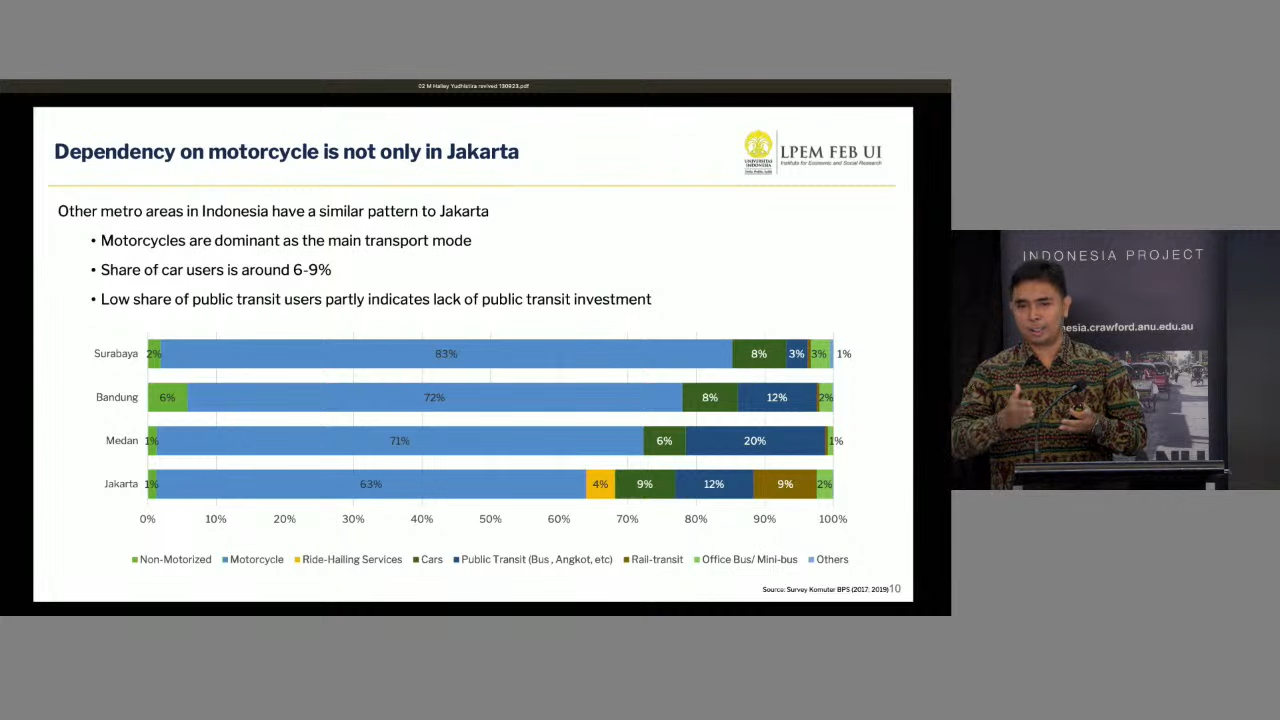 02 M Halley Yudhistira revived 130923.pdf
Dependency on motorcycle is not only in Jakarta
UNIVERSITAS
INDONESIA
LPEM FEB UI
Institute for Economic and Social Research
Other metro areas in Indonesia have a similar pattern to Jakarta
• Motorcycles are dominant as the main transport mode
• Share of car users is around 6-9%
• Low share of public transit users partly indicates lack of public transit investment
Surabaya 2% 83% 8% 3% 3% 1%
Bandung 6% 72% 8% 12% 2%
Medan 1% 71% 6% 20% 1%
Jakarta 1% 63% 4% 9% 12% 9% 2%
0% 10% 20% 30% 40% 50% 60% 70% 80% 90% 100%
Non-Motorized Motorcycle Ride-Hailing Services Cars Public Transit (Bus , Angkot, etc) Rail-transit Office Bus/ Mini-bus Others
Source: Survey Komuter BPS (2017; 2019) 10
INDONESIA PROJECT
nesia.crawford.anu.edu.au